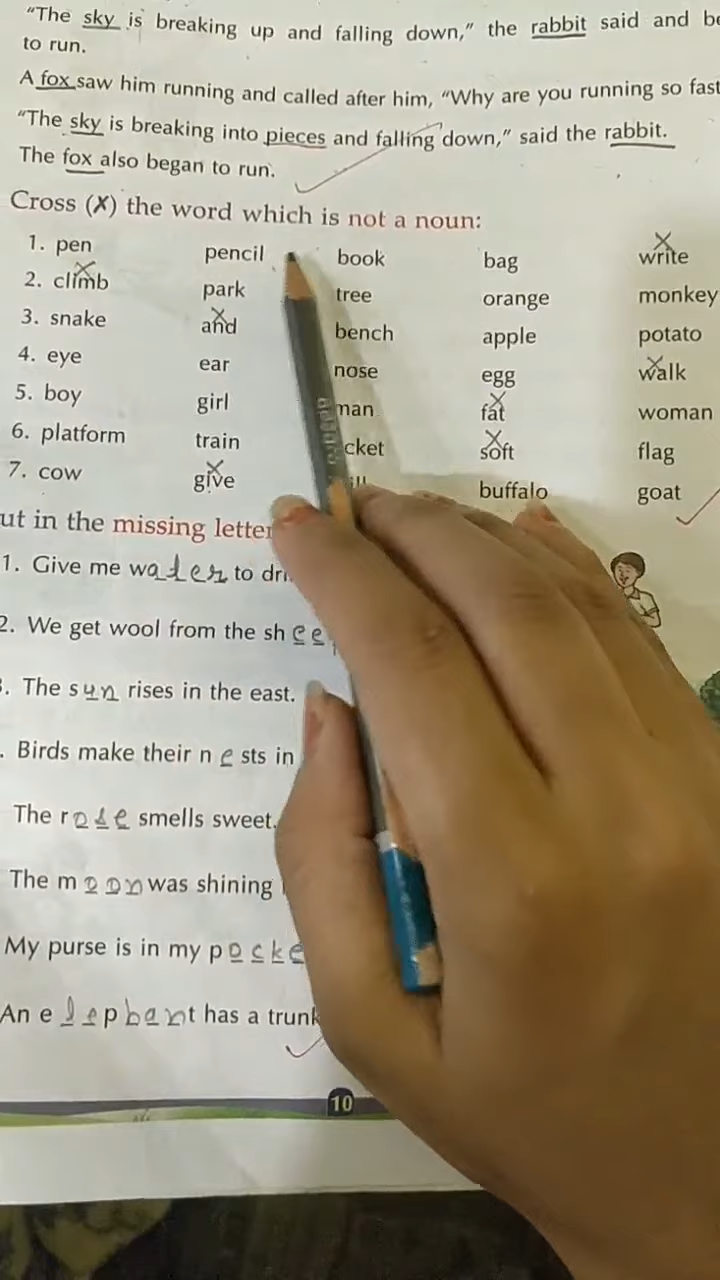 "The sky is breaking up and falling down," the rabbit said and
to run.
A fox saw him running and called after him, "Why are you running so fast
"The sky is breaking into pieces and falling down," said the rabbit.
The fox also began to run.
Cross (✗) the word which is not a noun:
1. pen pencil book bag write
2. climb park tree orange monkey
3. snake and bench apple potato
4. eye ear nose egg walk
5. boy girl man fat woman
6. platform train cket soft flag
7. cow give buffalo goat
ut in the missing letter
1. Give me water to
2. We get wool from the shee
. The sun rises in the east.
. Birds make their nests in
The rose smells sweet.
The moon was shining
My purse is in my pocke
An elephant has a trunk
10